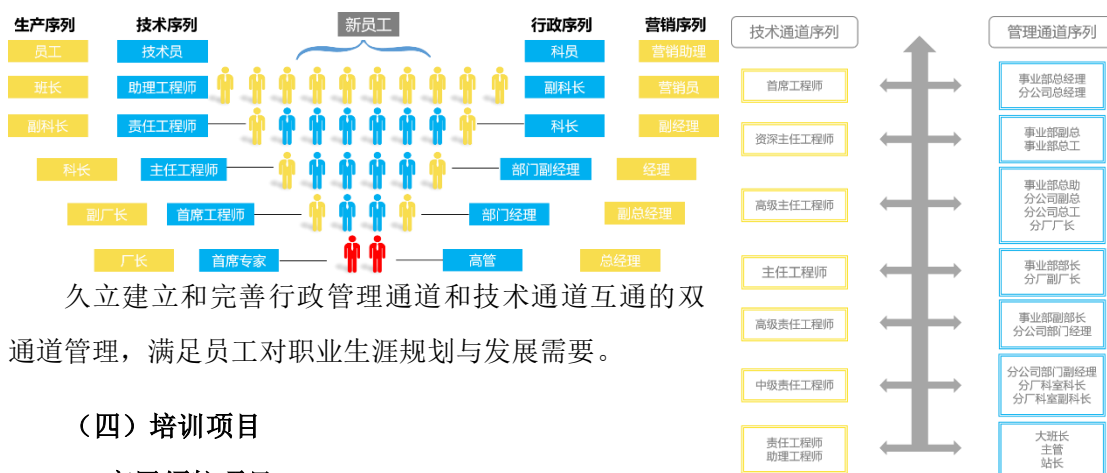 生产序列 技术序列 新员工 行政序列 营销序列
员工 技术员 科员 营销助理
班长 助理工程师 副科长 营销员
副科长 责任工程师 科长 副经理
科长 主任工程师 部门副经理 经理
副厂长 首席工程师 部门经理 副总经理
厂长 首席专家 高管 总经理
久立建立和完善行政管理通道和技术通道互通的双
通道管理，满足员工对职业生涯规划与发展需要。
（四）培训项目
技术通道序列
首席工程师
资深主任工程师
高级主任工程师
主任工程师
高级责任工程师
中级责任工程师
责任工程师
助理工程师
管理通道序列
事业部总经理
分公司总经理
事业部副总
事业部总工
事业部总助
分公司副总
分公司总工
分厂厂长
事业部部长
分厂副厂长
事业部副部长
分公司部门经理
分公司部门副经理
分厂科室科长
分厂科室副科长
大班长
主管
站长